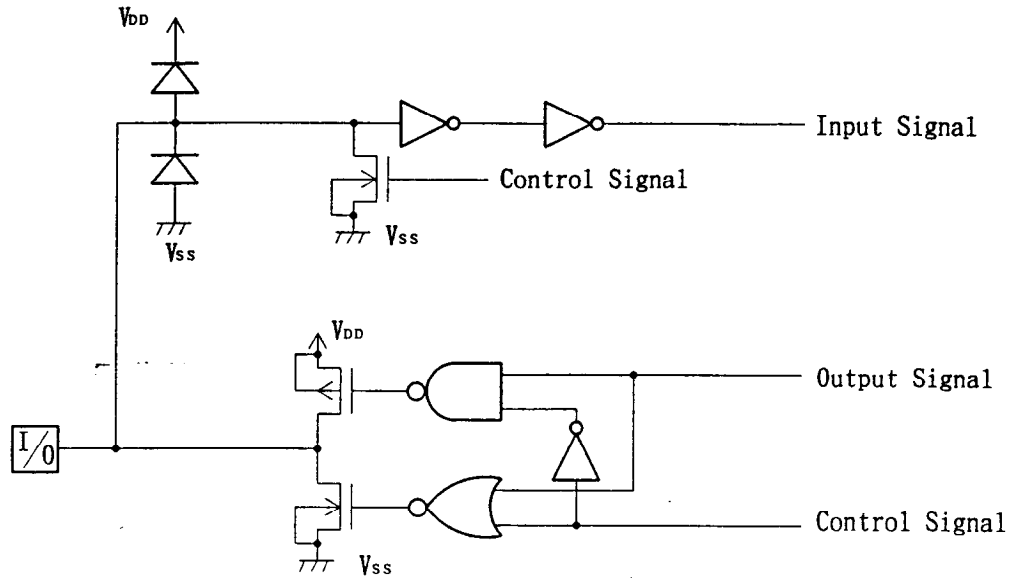 VDD
Input Signal
Control Signal
VSS
VSS
VDD
Output Signal
I/O
Control Signal
VSS